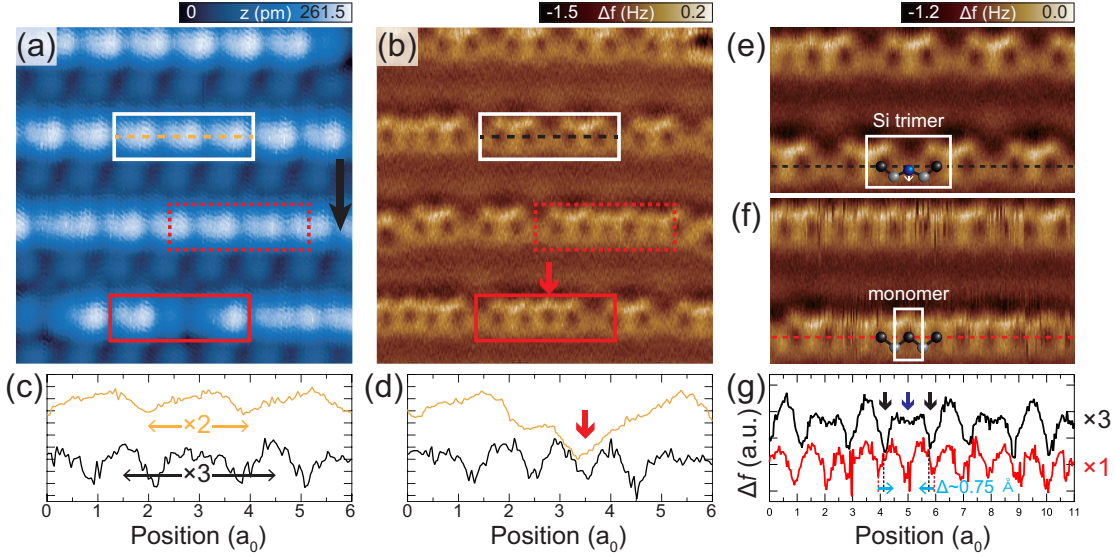 0 z (pm) 261.5
-1.5 Δf (Hz) 0.2
-1.2 Δf (Hz) 0.0
(a)
(b)
(e)
Si trimer
(f)
monomer
(c)
×2
×3
0 1 2 3 4 5 6
Position (a0)
(d)
0 1 2 3 4 5 6
Position (a0)
(g)
Δf (a.u.)
×3
×1
Δ~0.75 Å
0 1 2 3 4 5 6 7 8 9 10 11
Position (a0)